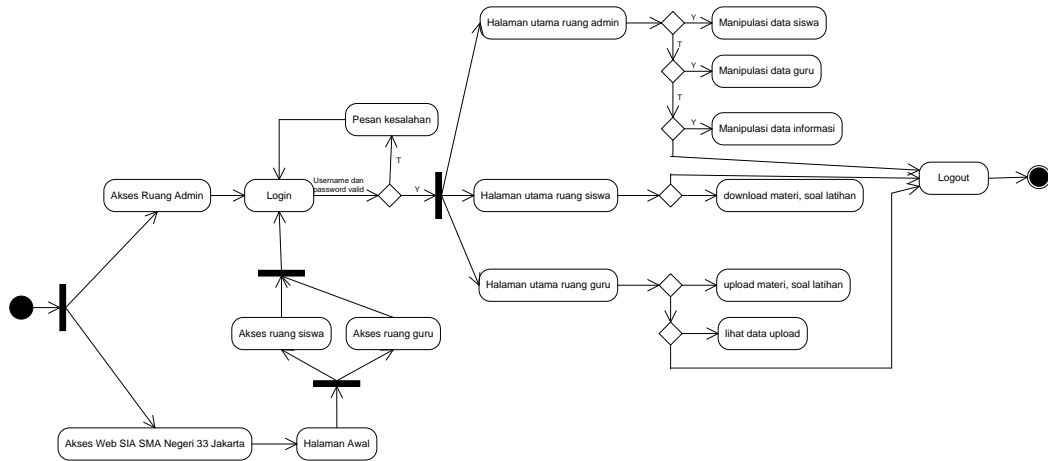 Halaman utama ruang admin
Y
Manipulasi data siswa
T
Y
Manipulasi data guru
T
Y
Manipulasi data informasi
Pesan kesalahan
T
Akses Ruang Admin
Login
Username dan
password valid
Y
Halaman utama ruang siswa
download materi, soal latihan
Logout
Halaman utama ruang guru
upload materi, soal latihan
lihat data upload
Akses ruang siswa
Akses ruang guru
Akses Web SIA SMA Negeri 33 Jakarta
Halaman Awal